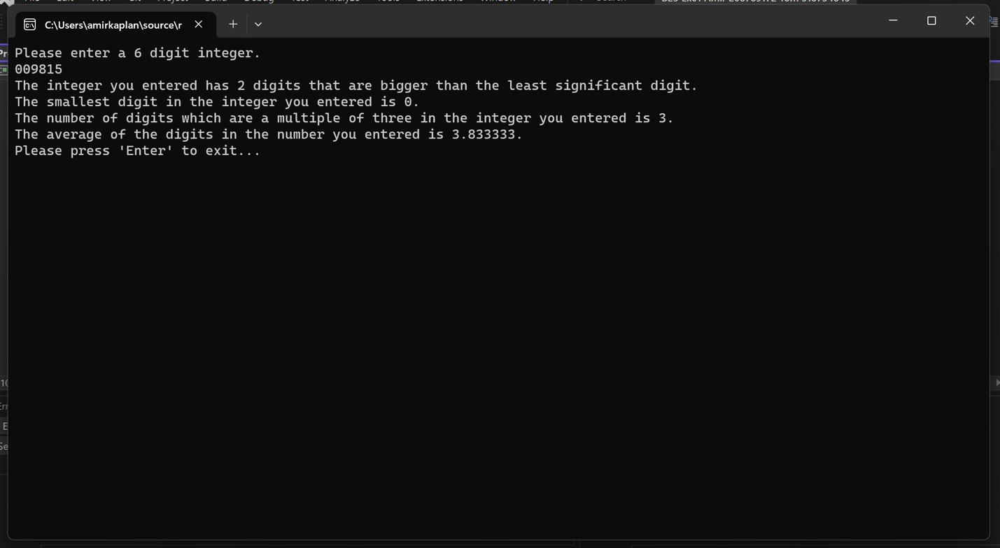 C:\Users\amirkaplan\source\r
Please enter a 6 digit integer.
009815
The integer you entered has 2 digits that are bigger than the least significant digit.
The smallest digit in the integer you entered is 0.
The number of digits which are a multiple of three in the integer you entered is 3.
The average of the digits in the number you entered is 3.833333.
Please press 'Enter' to exit...